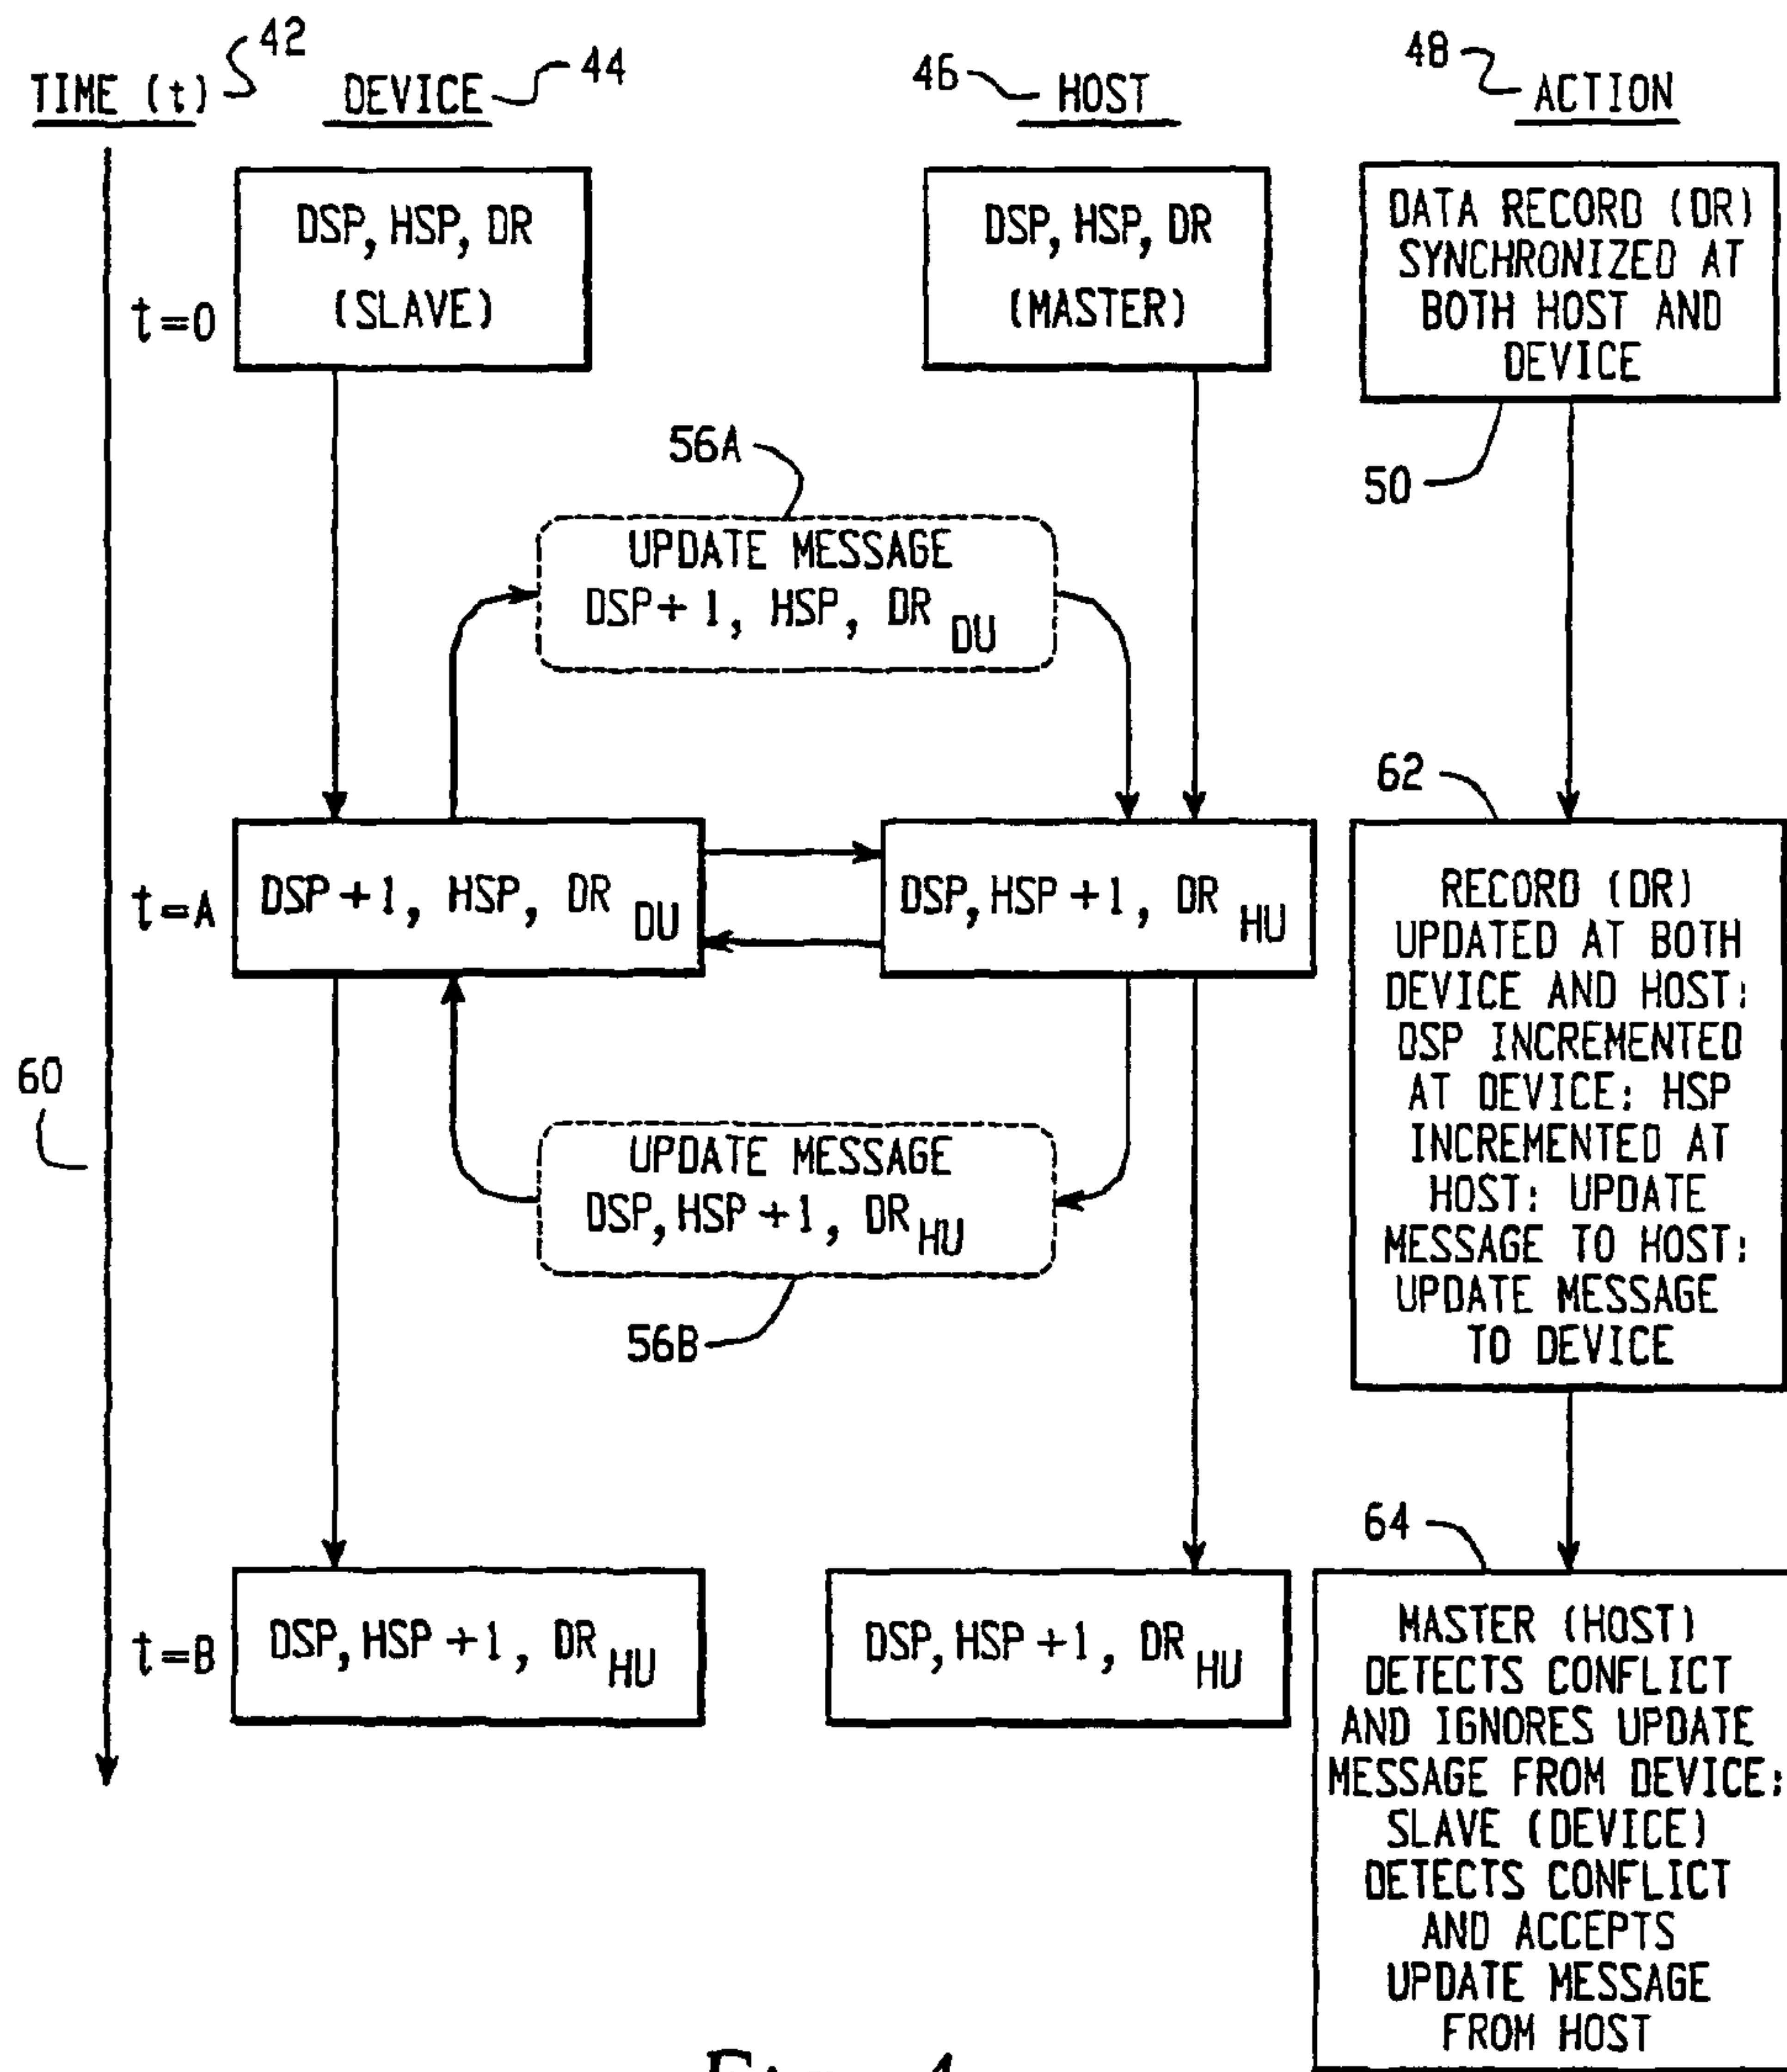 TIME (t) 42
DEVICE 44
46 HOST
48 ACTION
t=0
DSP, HSP, DR
(SLAVE)
DSP, HSP, DR
(MASTER)
DATA RECORD (DR)
SYNCHRONIZED AT
BOTH HOST AND
DEVICE
50
56A
UPDATE MESSAGE
DSP+1, HSP, DR DU
62
t=A
DSP+1, HSP, DR DU
DSP, HSP+1, DR HU
RECORD (DR)
UPDATED AT BOTH
DEVICE AND HOST;
DSP INCREMENTED
AT DEVICE; HSP
INCREMENTED AT
HOST; UPDATE
MESSAGE TO HOST;
UPDATE MESSAGE
TO DEVICE
60
UPDATE MESSAGE
DSP, HSP+1, DR HU
56B
64
t=B
DSP, HSP+1, DR HU
DSP, HSP+1, DR HU
MASTER (HOST)
DETECTS CONFLICT
AND IGNORES UPDATE
MESSAGE FROM DEVICE;
SLAVE (DEVICE)
DETECTS CONFLICT
AND ACCEPTS
UPDATE MESSAGE
FROM HOST